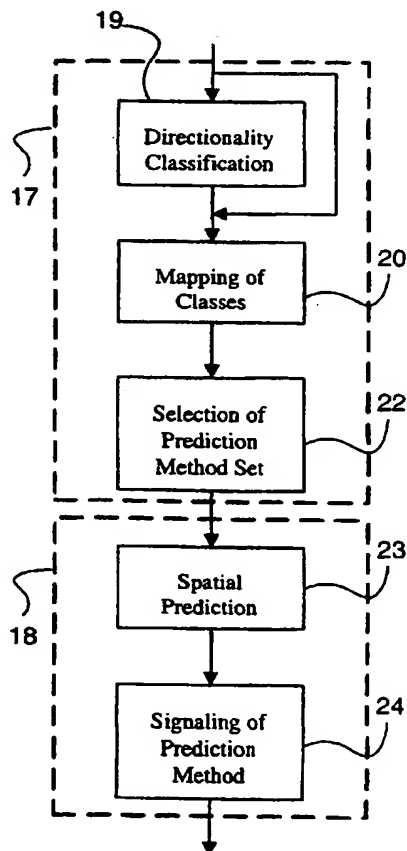 19
Directionality
Classification
17
20
Mapping of
Classes
22
Selection of
Prediction
Method Set
23
Spatial
Prediction
18
24
Signaling of
Prediction
Method